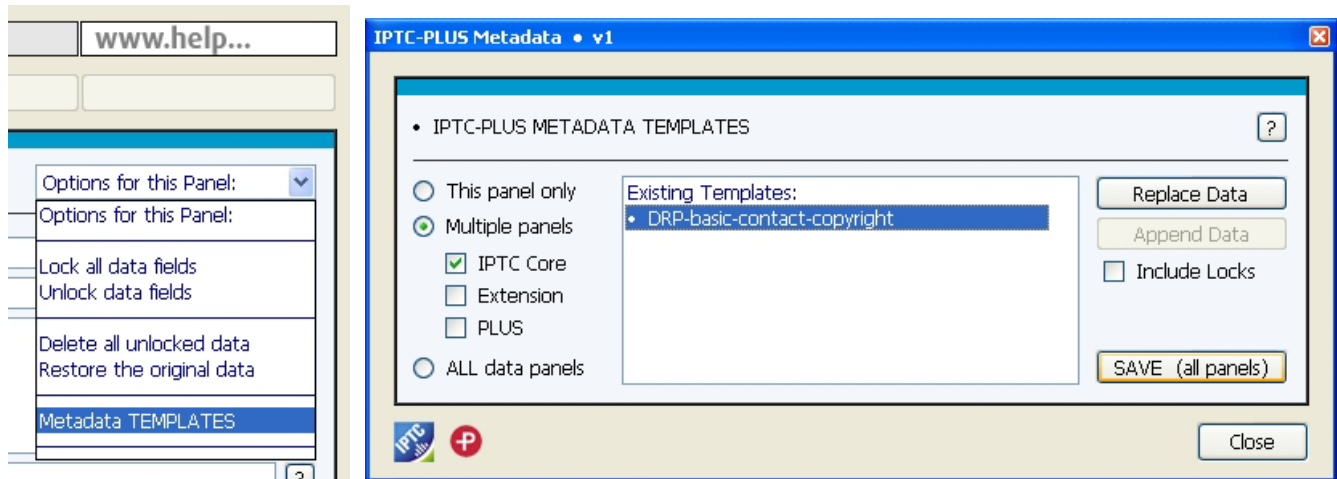 www.help...
Options for this Panel:
Options for this Panel:
Lock all data fields
Unlock data fields
Delete all unlocked data
Restore the original data
Metadata TEMPLATES
?
IPTC-PLUS Metadata • v1
• IPTC-PLUS METADATA TEMPLATES
?
This panel only
Multiple panels
IPTC Core
Extension
PLUS
ALL data panels
Existing Templates:
• DRP-basic-contact-copyright
Replace Data
Append Data
Include Locks
SAVE (all panels)
IPTC
P
Close